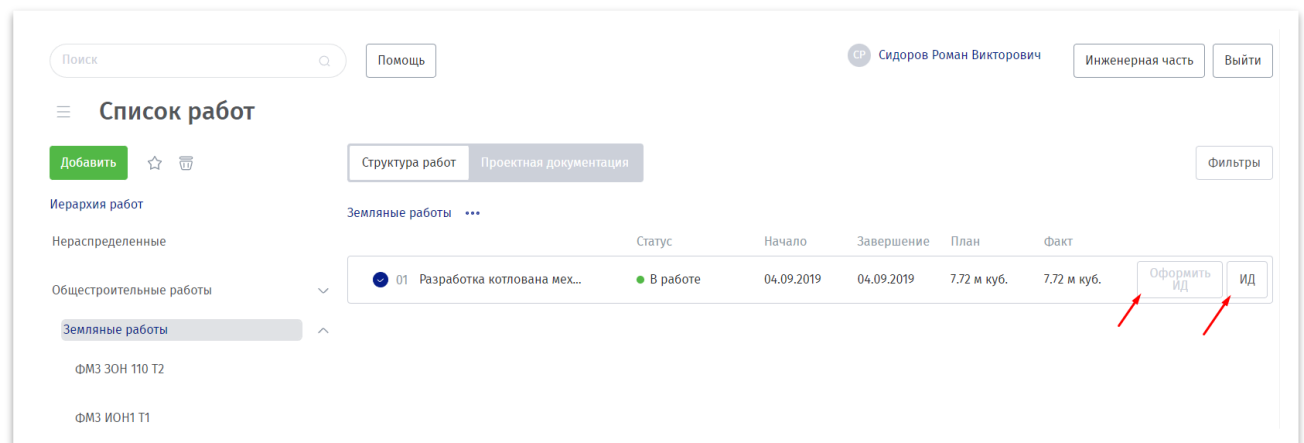 Поиск
Помощь
СР Сидоров Роман Викторович
Инженерная часть
Выйти
Список работ
Добавить
Структура работ
Проектная документация
Фильтры
Иерархия работ
Нераспределенные
Общестроительные работы
Земляные работы
ФМЗ ЗОН 110 Т2
ФМЗ ИОН1 Т1
Земляные работы •••
Статус Начало Завершение План Факт
01 Разработка котлована мех... В работе 04.09.2019 04.09.2019 7.72 м куб. 7.72 м куб.
Оформить
ИД
ИД